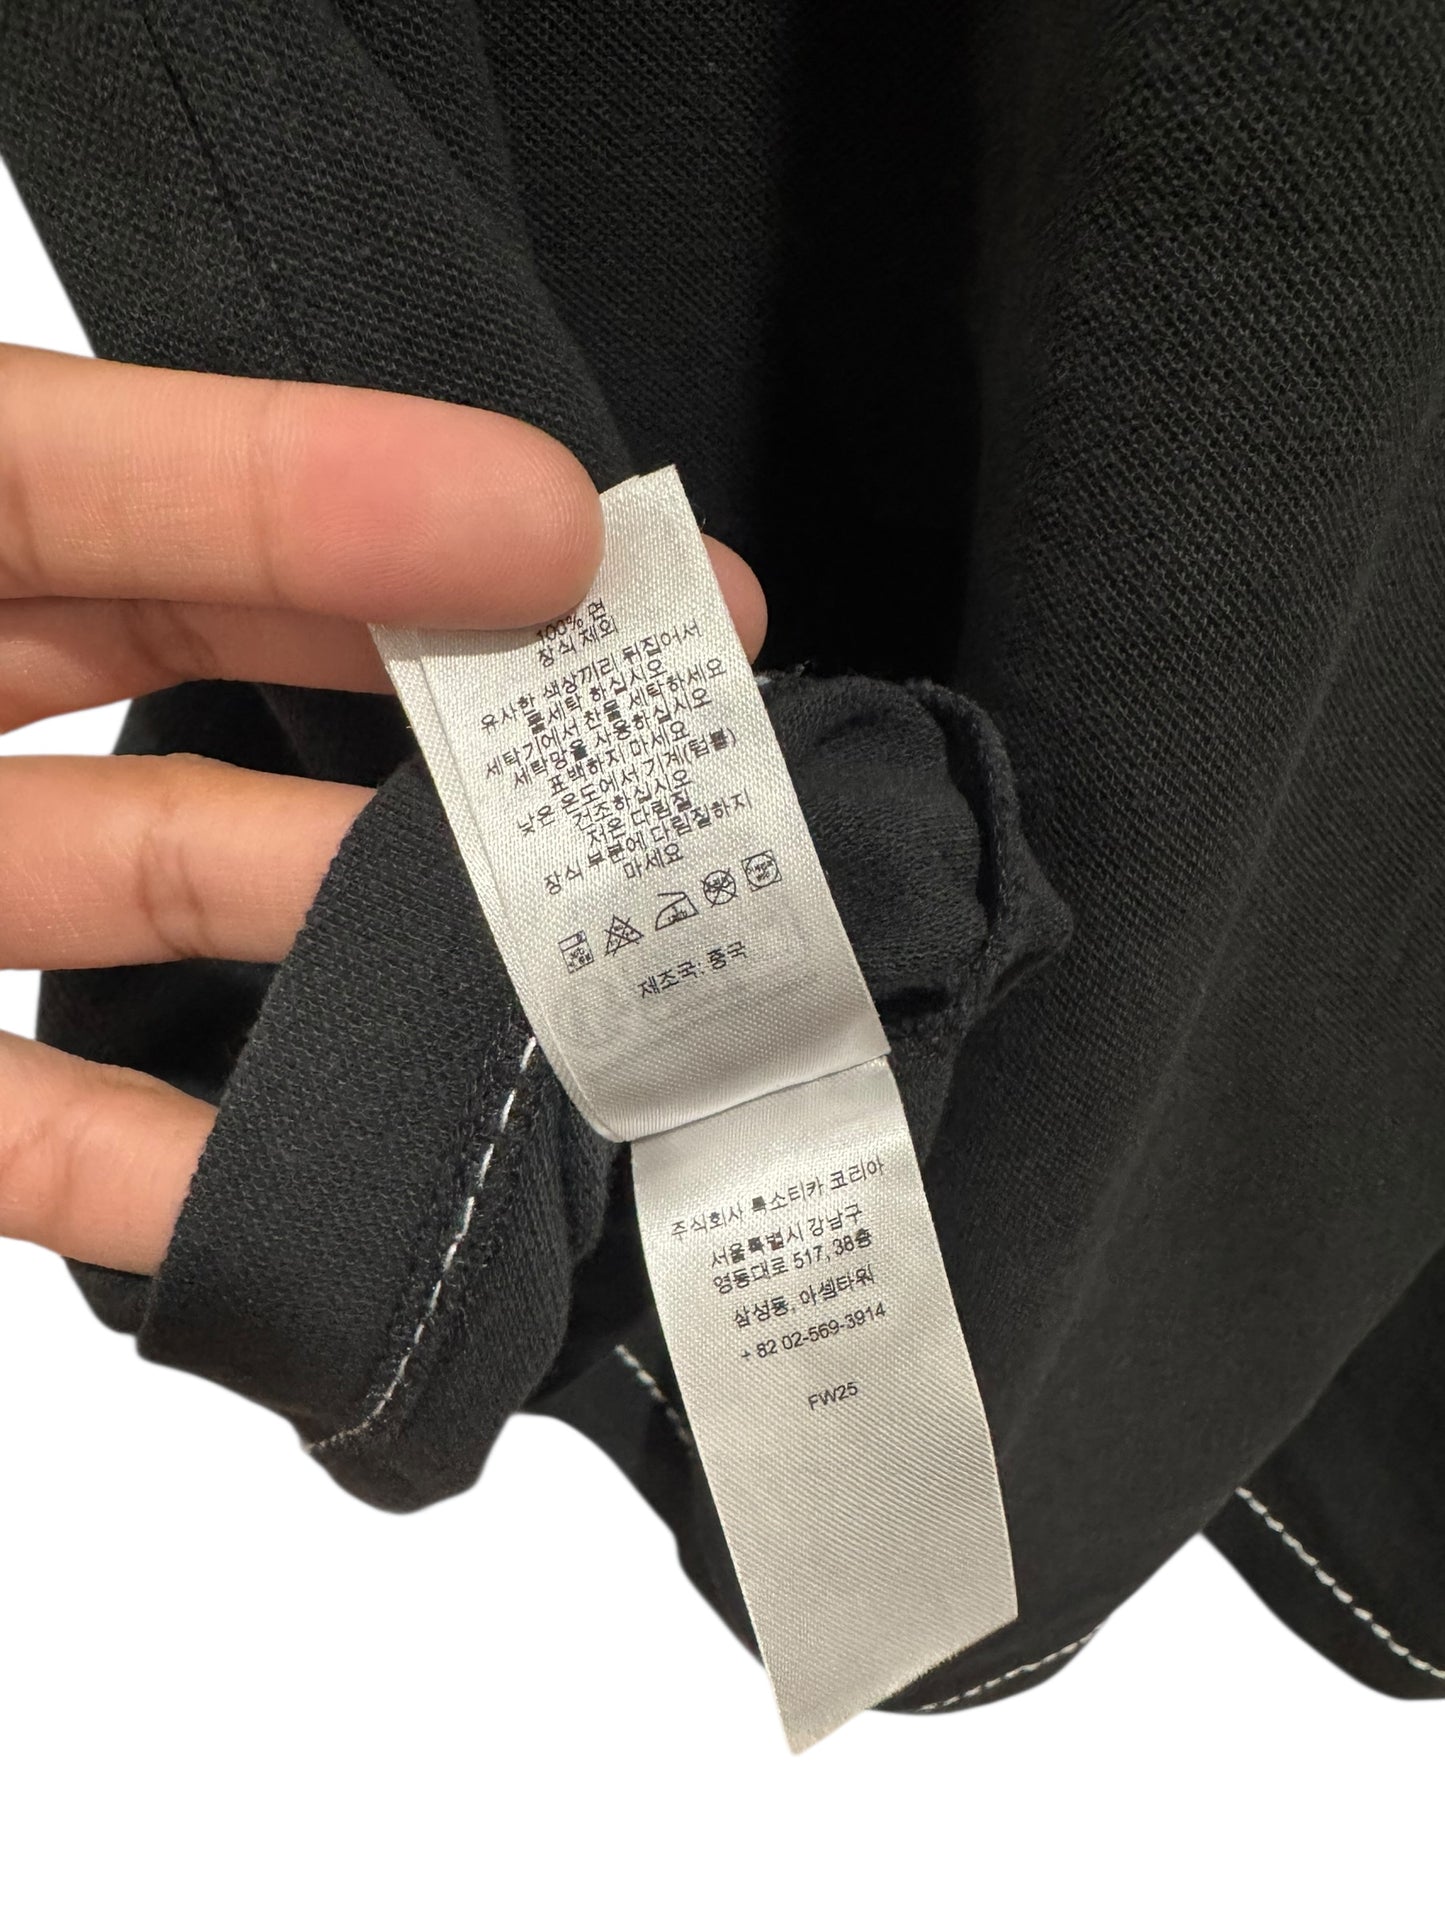 100% 면
장식 제외
유사한 색상끼리 뒤집어서
물세탁 하십시오
세탁기에서 찬물 세탁하세요
세탁망을 사용하십시오
표백하지 마세요
낮은 온도에서 기계(텀블)
건조하십시오
저온 다림질
장식 부분에 다림질하지
마세요
제조국: 중국
주식회사 록소티카 코리아
서울특별시 강남구
영동대로 517, 38층
삼성동, 아셈타워
+ 82 02-569-3914
FW25